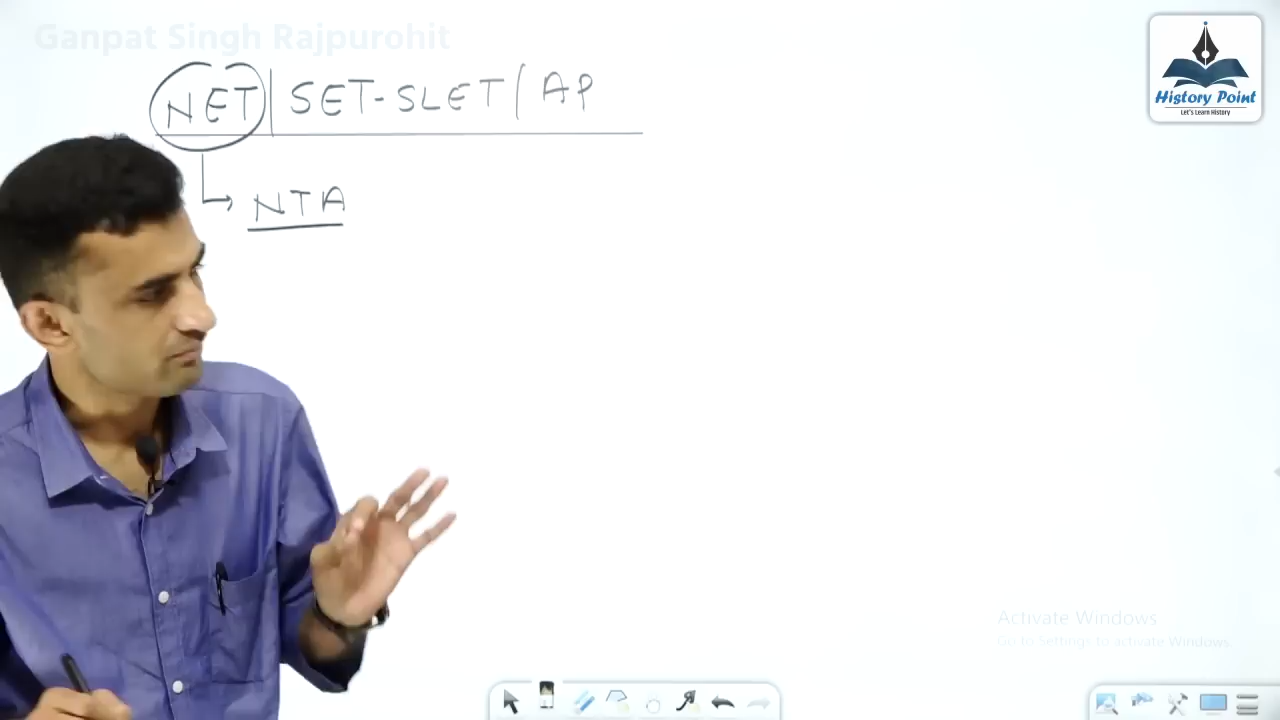 Ganpat Singh Rajpurohit
NET | SET-SLET / AP
NTA
History Point
Let's Learn History
Activate Windows
Go to Settings to activate Windows.